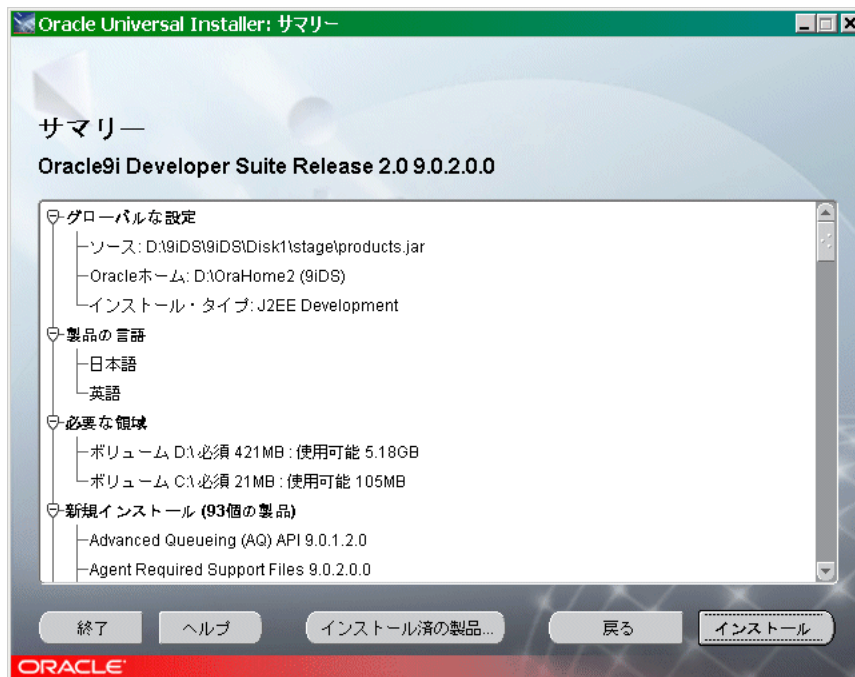 Oracle Universal Installer: サマリー
サマリー
Oracle9i Developer Suite Release 2.0 9.0.2.0.0
グローバルな設定
ソース: D:\9iDS\9iDS\Disk1\stage\products.jar
Oracleホーム: D:\OraHome2 (9iDS)
インストール・タイプ: J2EE Development
製品の言語
日本語
英語
必要な領域
ボリューム D:\ 必須 421MB : 使用可能 5.18GB
ボリューム C:\ 必須 21MB : 使用可能 105MB
新規インストール (93個の製品)
Advanced Queueing (AQ) API 9.0.1.2.0
Agent Required Support Files 9.0.2.0.0
終了 ヘルプ インストール済の製品... 戻る インストール
ORACLE